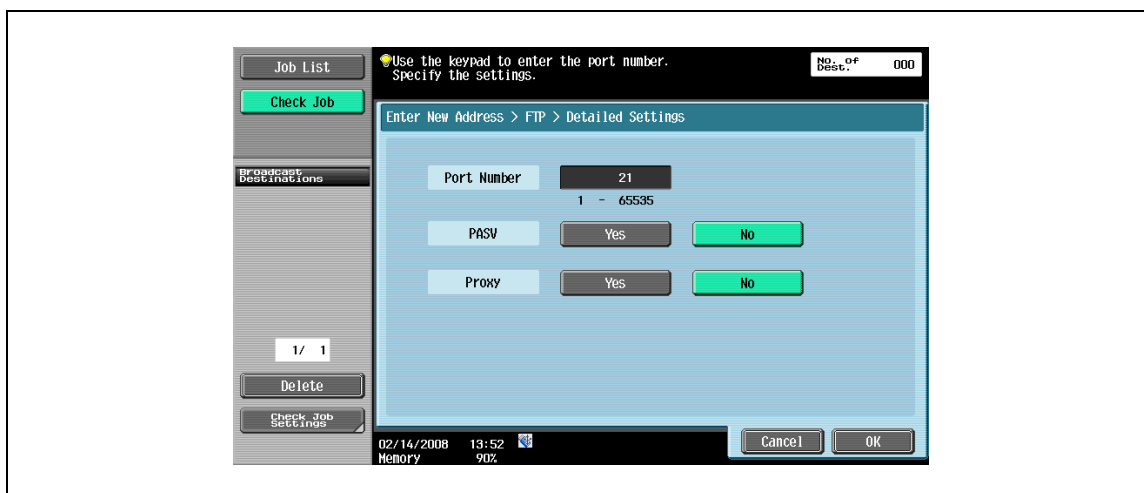 Job List
Check Job
Broadcast
Destinations
1/ 1
Delete
Check Job
Settings
Use the keypad to enter the port number.
Specify the settings.
No. of
Dest.
000
Enter New Address > FTP > Detailed Settings
Port Number
21
1 - 65535
PASV
Yes
No
Proxy
Yes
No
02/14/2008 13:52
Memory 90%
Cancel
OK